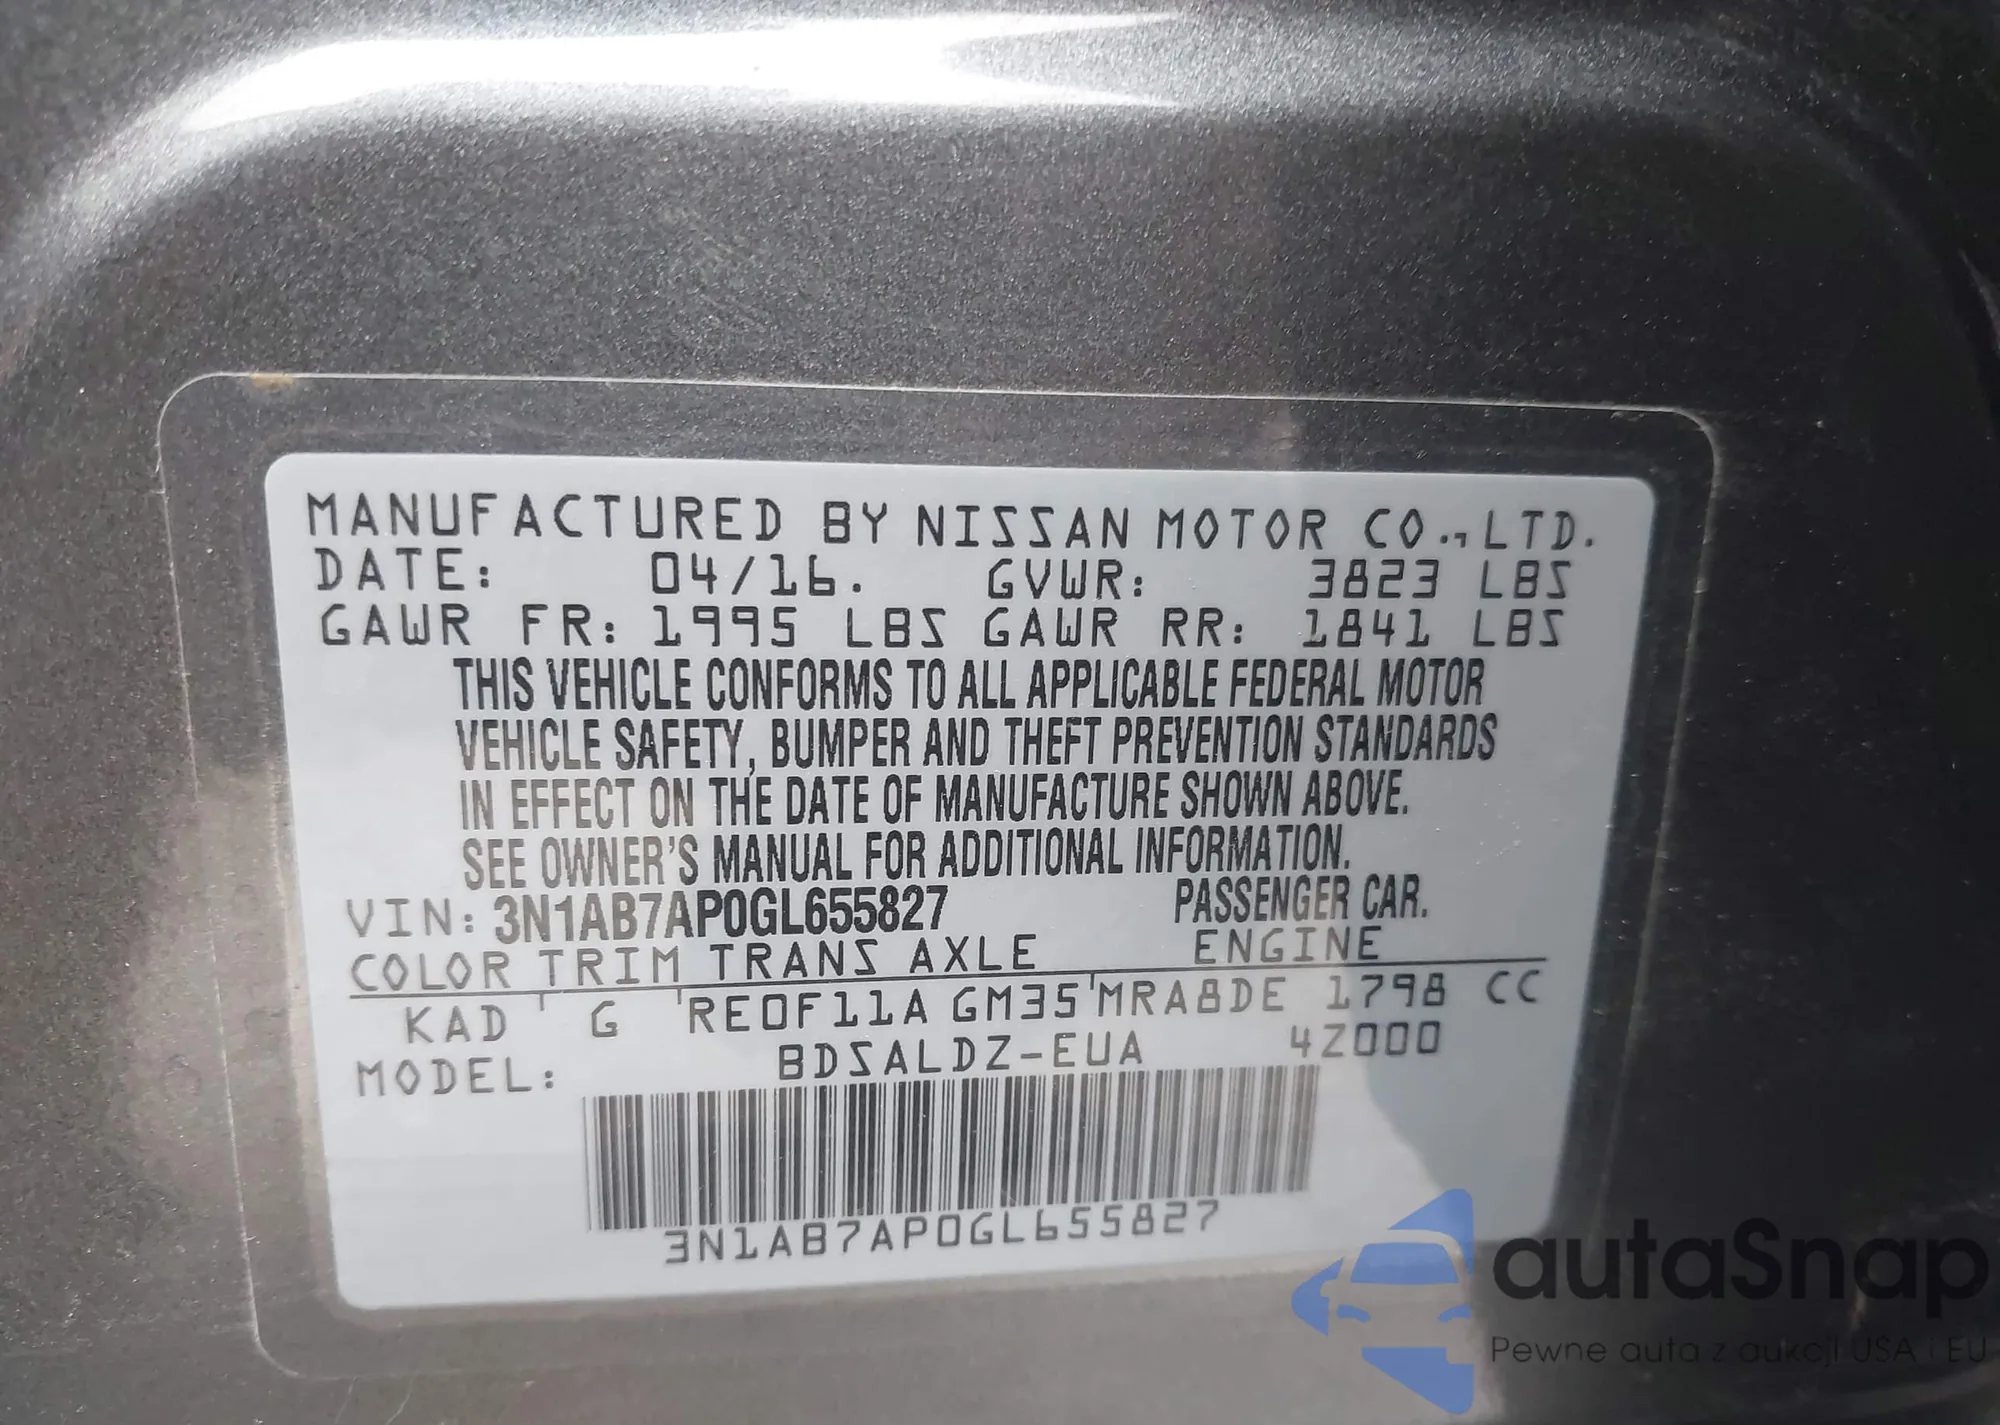 MANUFACTURED BY NISSAN MOTOR CO., LTD.
DATE: 04/16. GVWR: 3823 LBS
GAWR FR: 1995 LBS GAWR RR: 1841 LBS
THIS VEHICLE CONFORMS TO ALL APPLICABLE FEDERAL MOTOR
VEHICLE SAFETY, BUMPER AND THEFT PREVENTION STANDARDS
IN EFFECT ON THE DATE OF MANUFACTURE SHOWN ABOVE.
SEE OWNER'S MANUAL FOR ADDITIONAL INFORMATION.
VIN: 3N1AB7AP0GL655827 PASSENGER CAR.
COLOR TRIM TRANS AXLE ENGINE
KAD G RE0F11A GM35 MRA8DE 1798 CC
MODEL: BDSALDZ-EUA 4Z000
3N1AB7AP0GL655827
autaSnap
Pewne auta z aukcji USA i EU